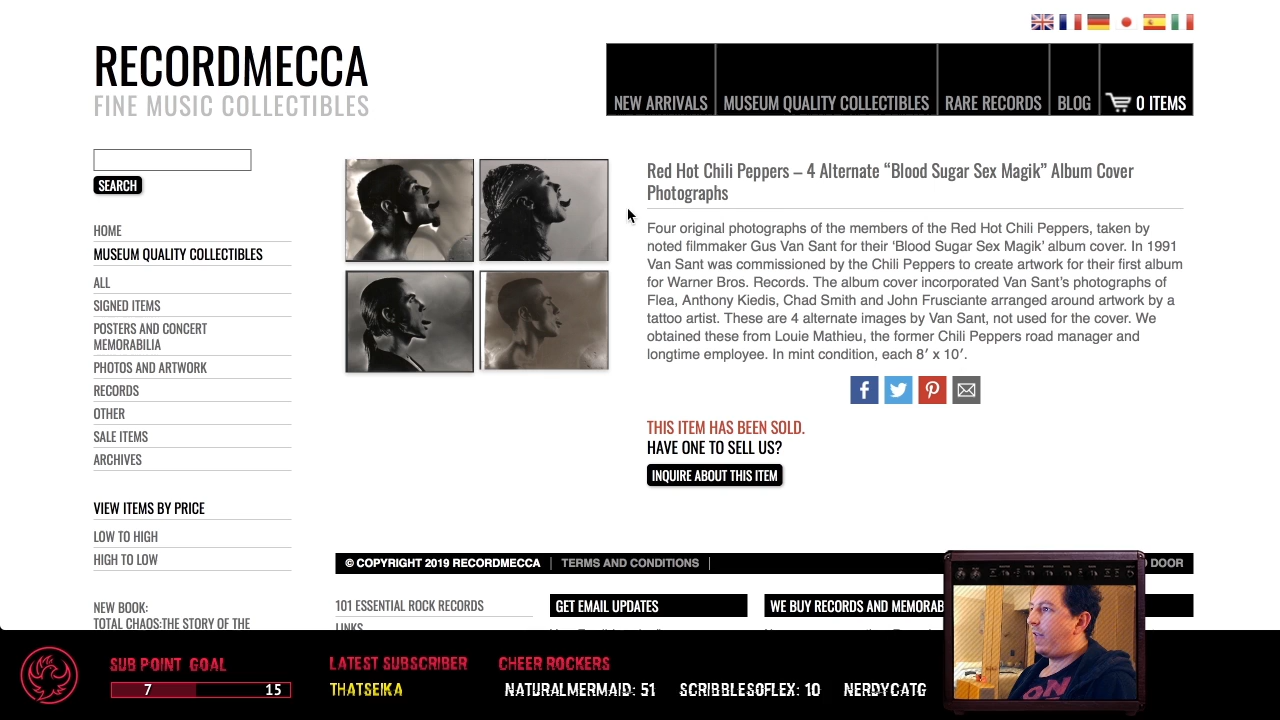 RECORDMECCA
FINE MUSIC COLLECTIBLES
NEW ARRIVALS
MUSEUM QUALITY COLLECTIBLES
RARE RECORDS
BLOG
0 ITEMS
SEARCH
HOME
MUSEUM QUALITY COLLECTIBLES
ALL
SIGNED ITEMS
POSTERS AND CONCERT
MEMORABILIA
PHOTOS AND ARTWORK
RECORDS
OTHER
SALE ITEMS
ARCHIVES
VIEW ITEMS BY PRICE
LOW TO HIGH
HIGH TO LOW
NEW BOOK:
TOTAL CHAOS:THE STORY OF THE
Red Hot Chili Peppers – 4 Alternate “Blood Sugar Sex Magik” Album Cover
Photographs
Four original photographs of the members of the Red Hot Chili Peppers, taken by
noted filmmaker Gus Van Sant for their ‘Blood Sugar Sex Magik’ album cover. In 1991
Van Sant was commissioned by the Chili Peppers to create artwork for their first album
for Warner Bros. Records. The album cover incorporated Van Sant’s photographs of
Flea, Anthony Kiedis, Chad Smith and John Frusciante arranged around artwork by a
tattoo artist. These are 4 alternate images by Van Sant, not used for the cover. We
obtained these from Louie Mathieu, the former Chili Peppers road manager and
longtime employee. In mint condition, each 8′ x 10′.
THIS ITEM HAS BEEN SOLD.
HAVE ONE TO SELL US?
INQUIRE ABOUT THIS ITEM
© COPYRIGHT 2019 RECORDMECCA
TERMS AND CONDITIONS
DOOR
101 ESSENTIAL ROCK RECORDS
LINKS
GET EMAIL UPDATES
WE BUY RECORDS AND MEMORAB
SUB POINT GOAL
7
15
LATEST SUBSCRIBER
THATSEIKA
CHEER ROCKERS
NATURALMERMAID: 51
SCRIBBLESOFLEX: 10
NERDYCATG